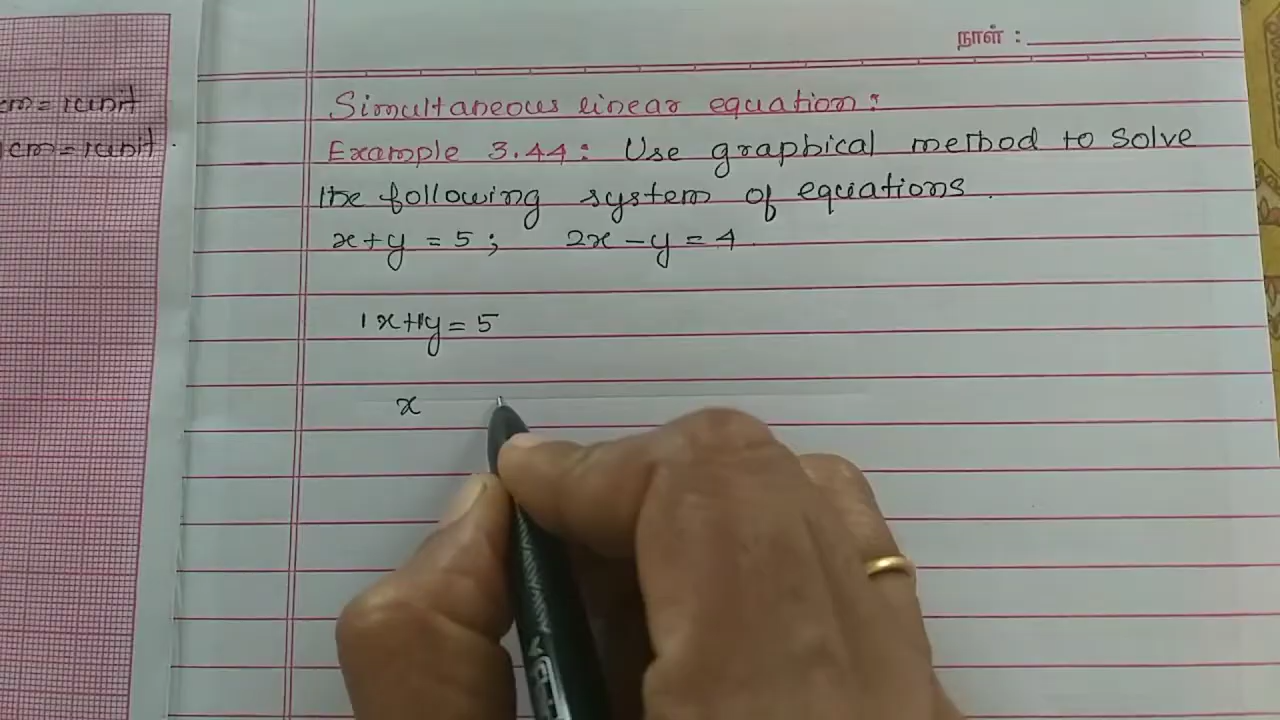 நாள் :
cm = 1 unit
1 cm = 1 unit.
Simultaneous linear equation:
Example 3.44: Use graphical method to solve
the following system of equations.
x+y = 5; 2x-y = 4.
1x+1y = 5
x